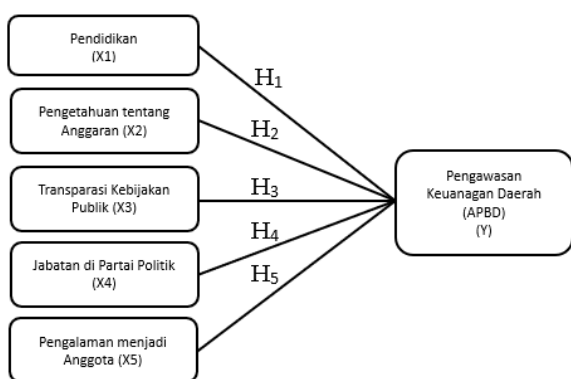 Pendidikan
(X1)
Pengetahuan tentang
Anggaran (X2)
Transparasi Kebijakan
Publik (X3)
Jabatan di Partai Politik
(X4)
Pengalaman menjadi
Anggota (X5)
H1
H2
H3
H4
H5
Pengawasan
Keuanagan Daerah
(APBD)
(Y)